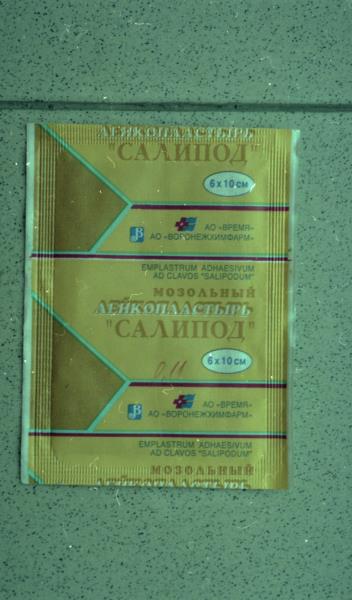 ЛЕЙКОПЛАСТЫРЬ
"САЛИПОД"
6 x 10 см
АО «ВРЕМЯ»
АО «ВОРОНЕЖХИМФАРМ»
EMPLASTRUM ADHAESIVUM
AD CLAVOS "SALIPODUM"
МОЗОЛЬНЫЙ
ЛЕЙКОПЛАСТЫРЬ
"САЛИПОД"
6 x 10 см
АО «ВРЕМЯ»
АО «ВОРОНЕЖХИМФАРМ»
EMPLASTRUM ADHAESIVUM
AD CLAVOS "SALIPODUM"
МОЗОЛЬНЫЙ
ЛЕЙКОПЛАСТЫРЬ